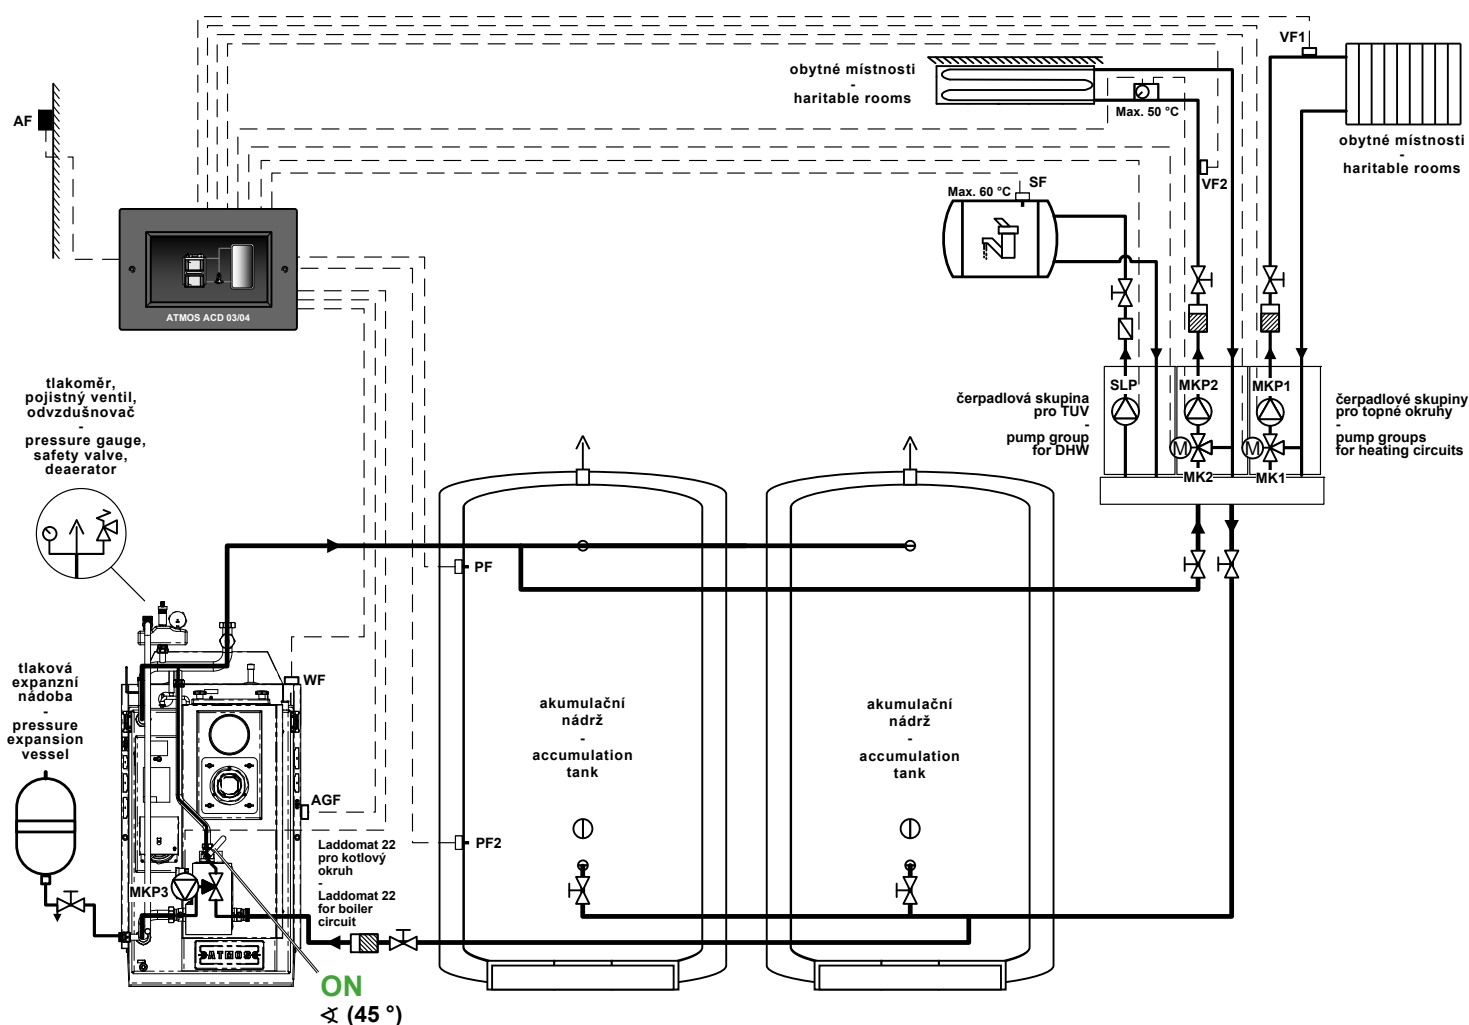 VF1
obytné místnosti
-
haritable rooms
Max. 50 °C
AF
obytné místnosti
-
haritable rooms
VF2
SF
Max. 60 °C
ATMOS ACD 03/04
tlakoměr,
pojistný ventil,
odvzdušnovač
-
pressure gauge,
safety valve,
deaerator
SLP
MKP2
MKP1
čerpadlová skupina
pro TUV
-
pump group
for DHW
čerpadlové skupiny
pro topné okruhy
-
pump groups
for heating circuits
M
M
MK2
MK1
PF
WF
tlaková
expanzní
nádoba
-
pressure
expansion
vessel
akumulační
nádrž
-
accumulation
tank
akumulační
nádrž
-
accumulation
tank
AGF
PF2
Laddomat 22
pro kotlový
okruh
-
Laddomat 22
for boiler
circuit
MKP3
ATMOS
ON
∢ (45 °)